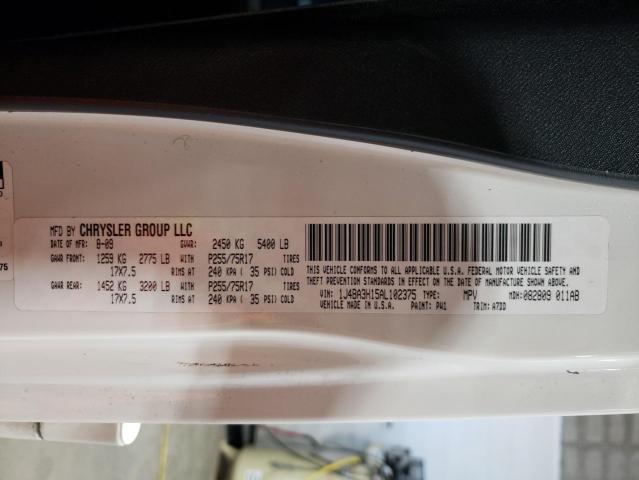 MFD BY CHRYSLER GROUP LLC
DATE OF MFR: 8-09 GVWR: 2450 KG 5400 LB
GAWR FRONT: 1259 KG 2775 LB WITH P255/75R17 TIRES
17X7.5 RIMS AT 240 KPA ( 35 PSI) COLD
GAWR REAR: 1452 KG 3200 LB WITH P255/75R17 TIRES
17X7.5 RIMS AT 240 KPA ( 35 PSI) COLD
THIS VEHICLE CONFORMS TO ALL APPLICABLE U.S.A. FEDERAL MOTOR VEHICLE SAFETY AND
THEFT PREVENTION STANDARDS IN EFFECT ON THE DATE OF MANUFACTURE SHOWN ABOVE.
VIN: 1J4BA3H15AL102375 TYPE: MPV MDH:082809 011AB
VEHICLE MADE IN U.S.A. PAINT: PW1 TRIM: A7DD
75